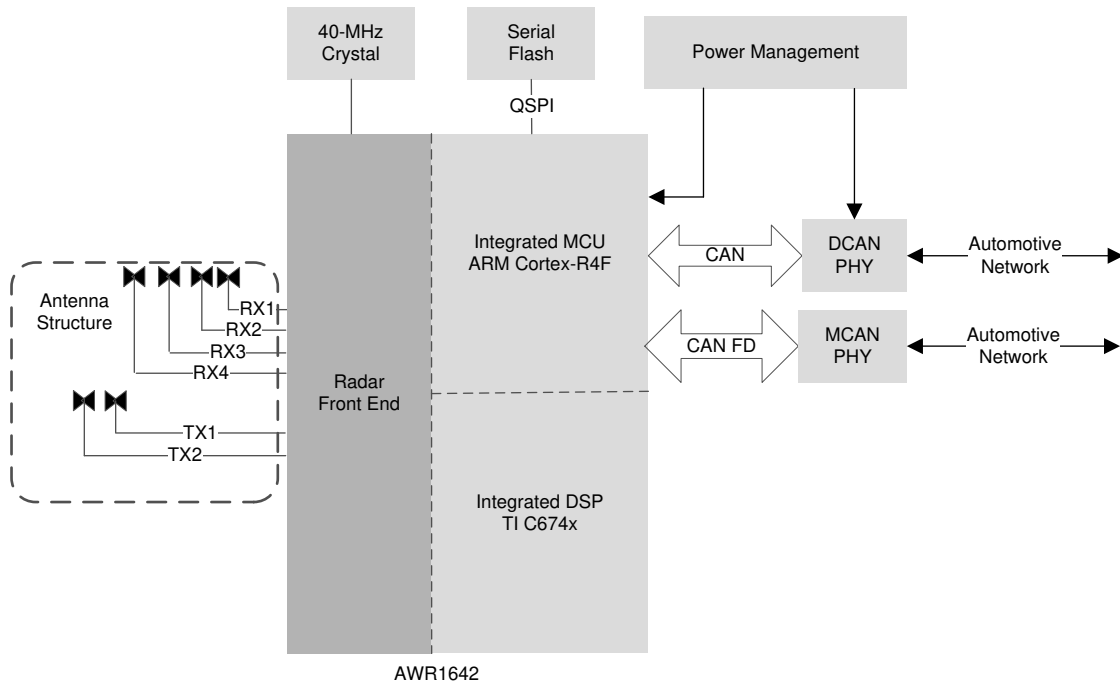 40-MHz
Crystal
Serial
Flash
Power Management
QSPI
Integrated MCU
ARM Cortex-R4F
CAN
DCAN
PHY
Automotive
Network
Antenna
Structure
RX1
RX2
RX3
RX4
CAN FD
MCAN
PHY
Automotive
Network
Radar
Front End
TX1
TX2
Integrated DSP
TI C674x
AWR1642